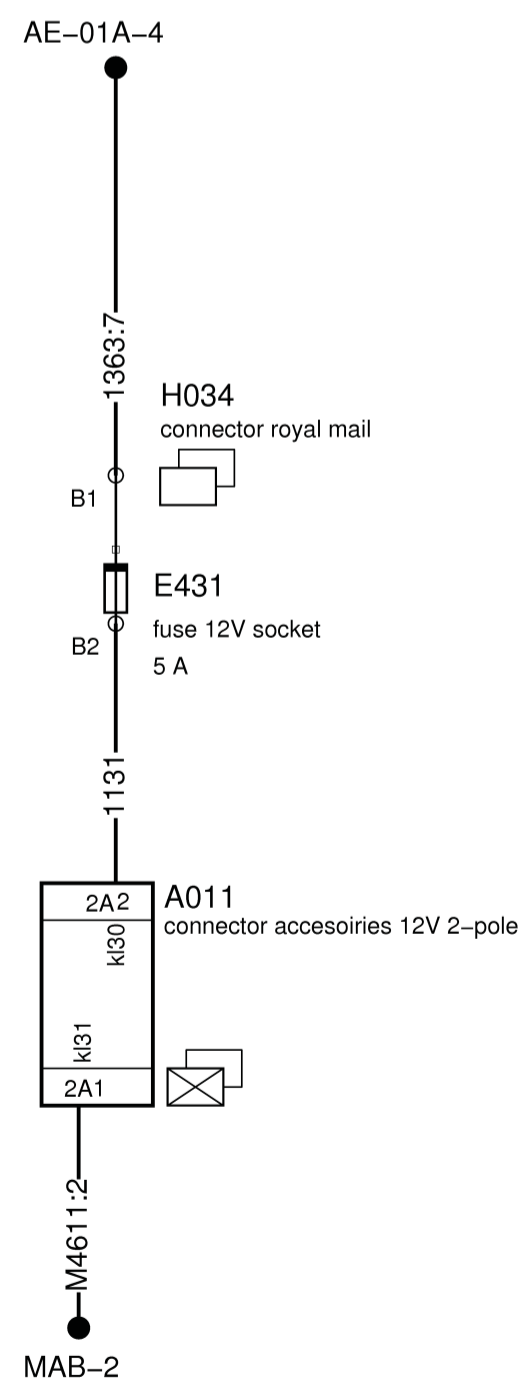 AE−01A−4
1363:7
H034
connector royal mail
B1
E431
fuse 12V socket
B2
5 A
1131
2A2
A011
connector accesoiries 12V 2−pole
kl30
kl31
2A1
M4611:2
MAB−2